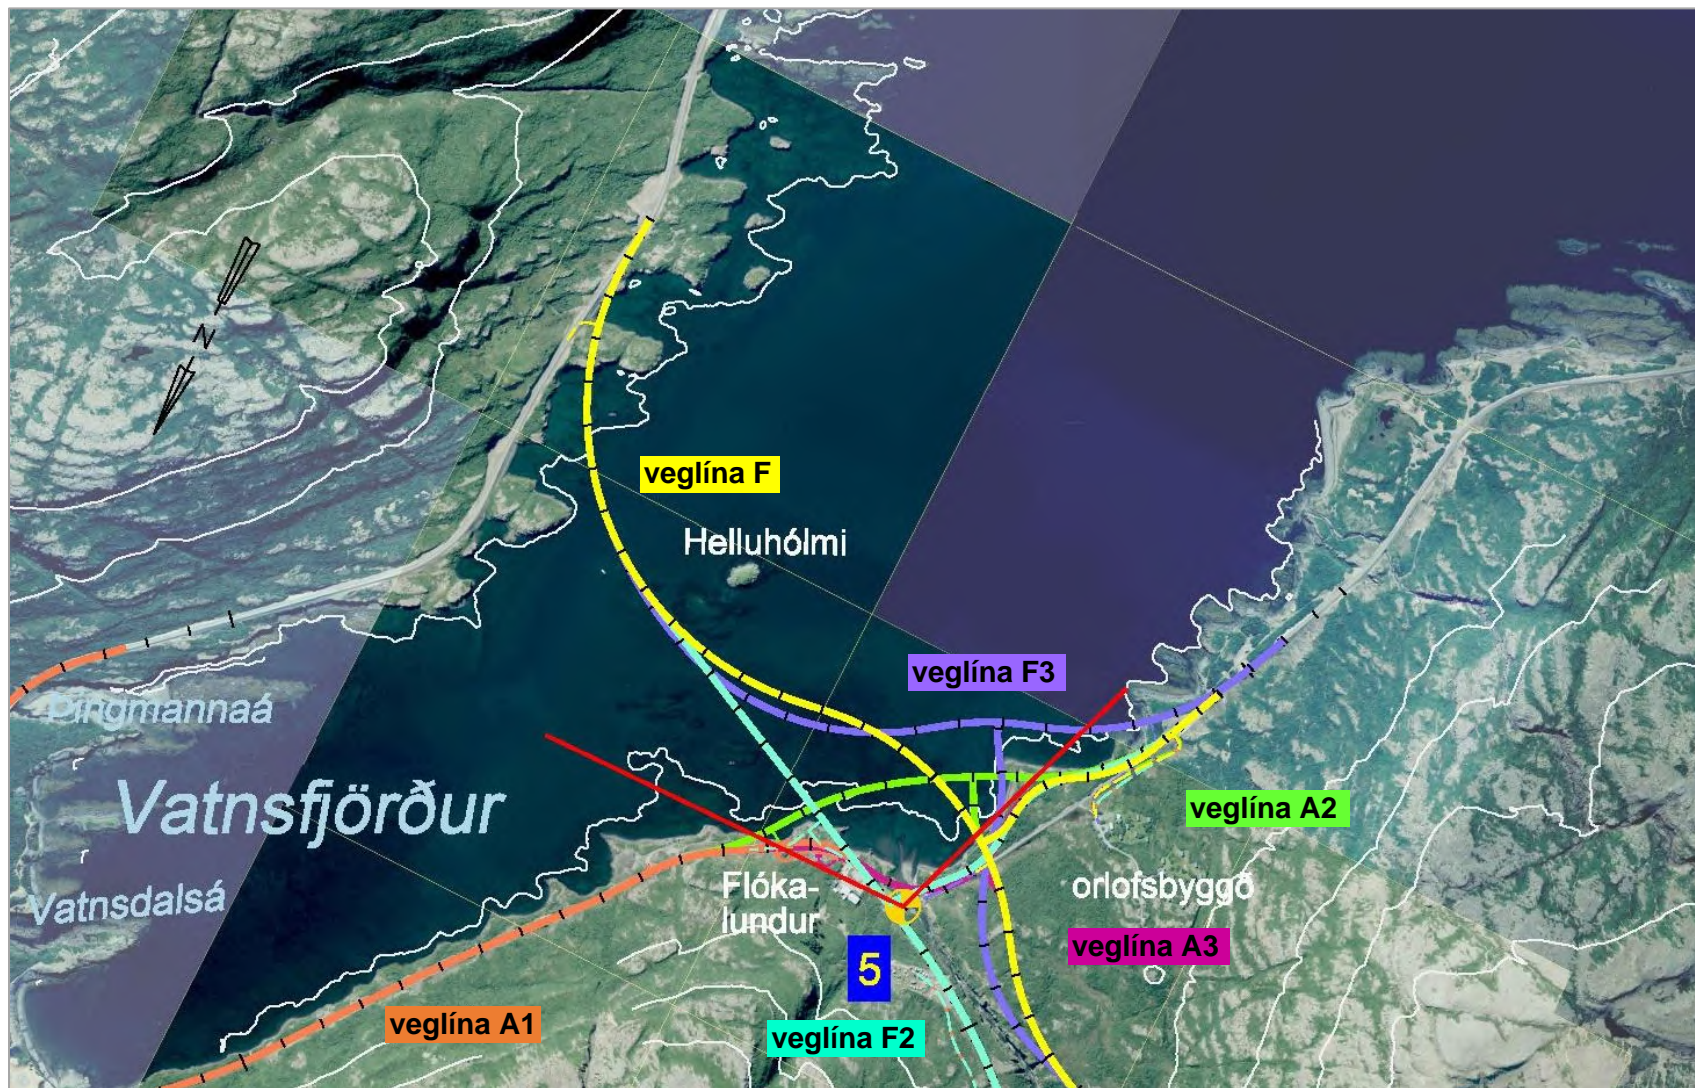 N
veglína F
Helluhólmi
veglína F3
Þingmannaá
Vatnsfjörður
veglína A2
Vatnsdalsá
Flóka-
lundur
orlofsbyggð
veglína A3
5
veglína A1
veglína F2